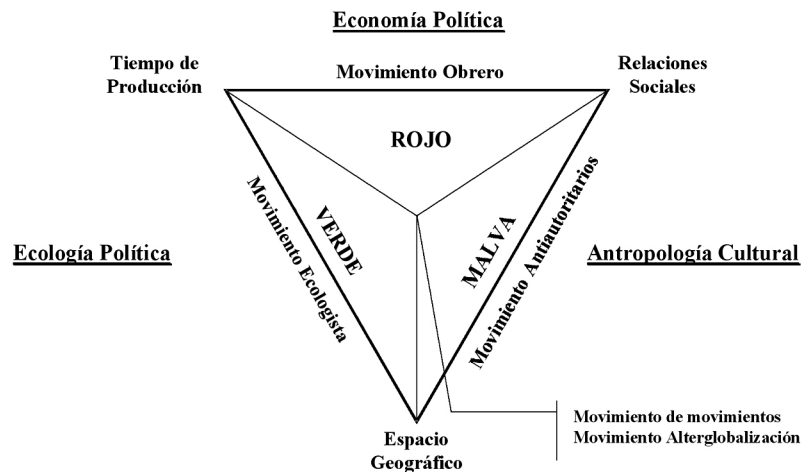 Economía Política
Tiempo de
Producción
Movimiento Obrero
Relaciones
Sociales
ROJO
Movimiento Ecologista
VERDE
MALVA
Movimiento Antiautoritarios
Ecología Política
Antropología Cultural
Espacio
Geográfico
Movimiento de movimientos
Movimiento Alterglobalización